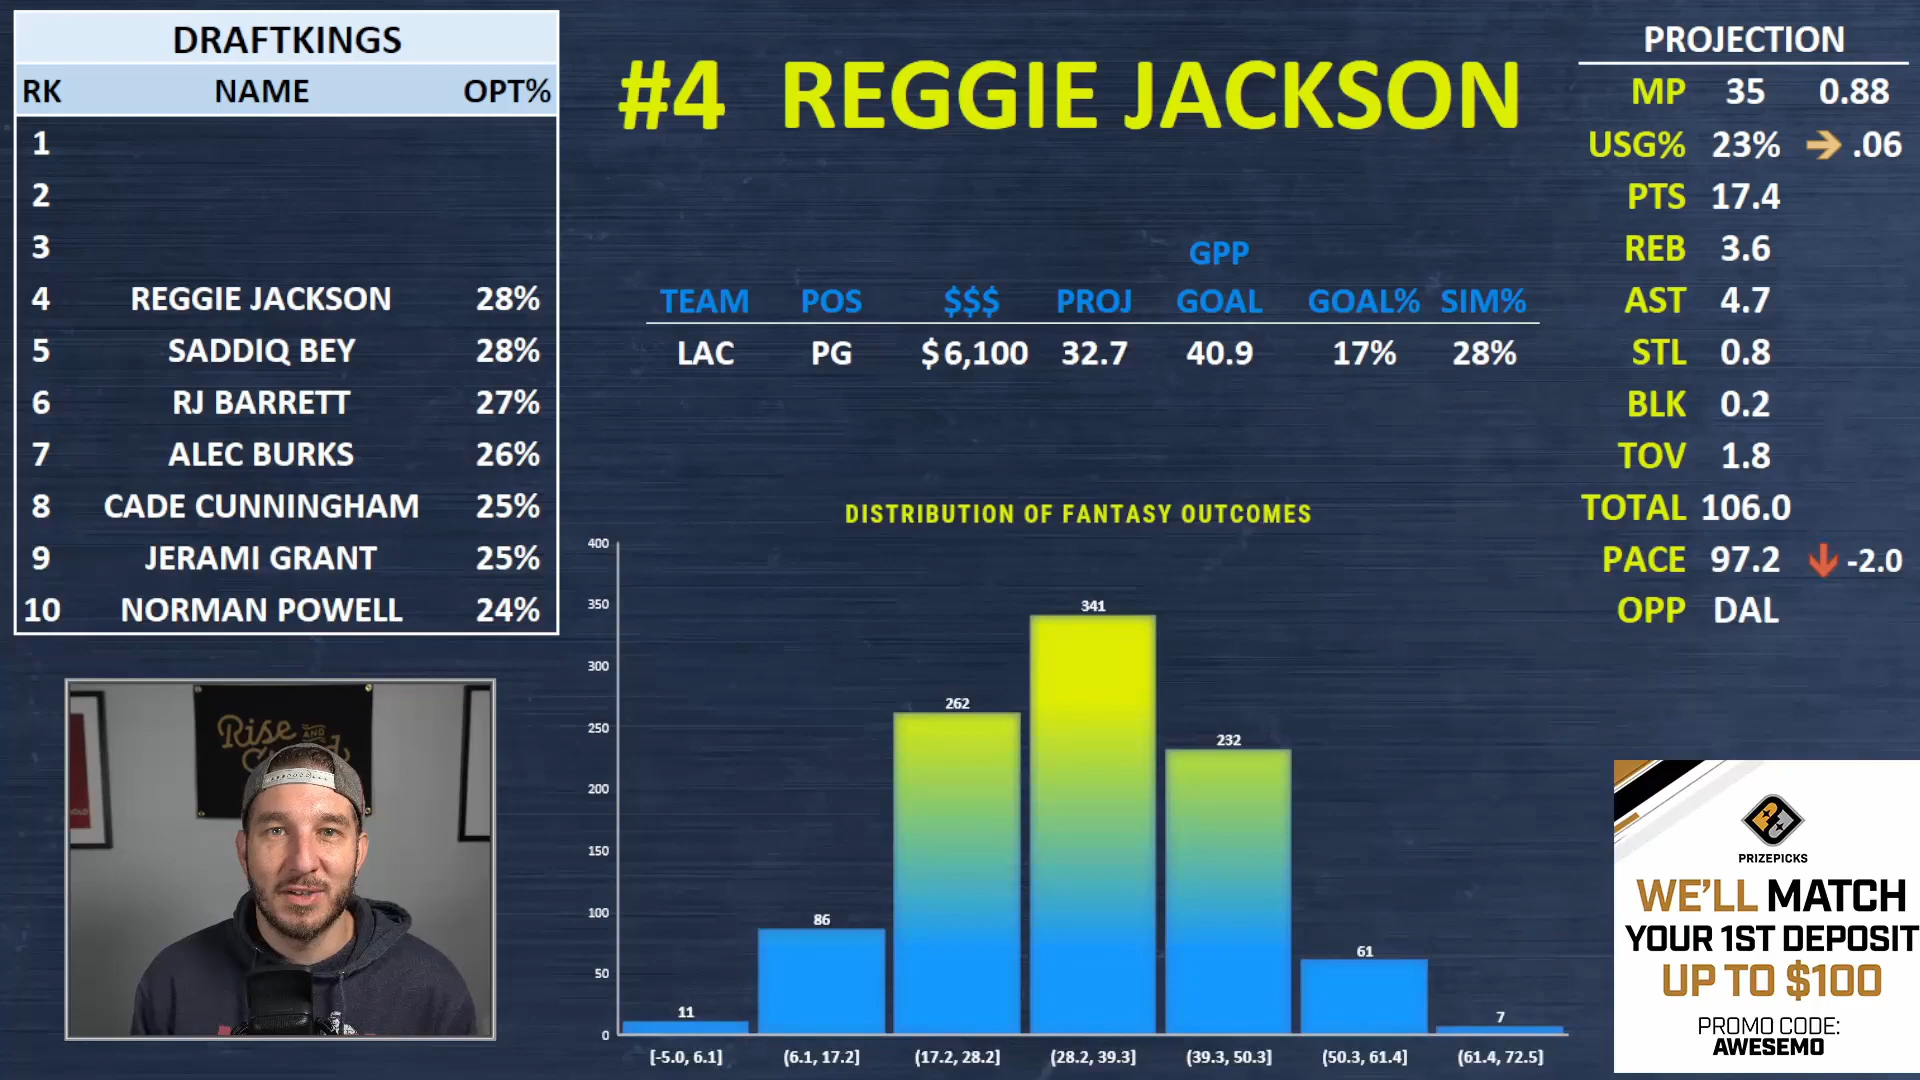 DRAFTKINGS
RK NAME OPT%
1
2
3
4 REGGIE JACKSON 28%
5 SADDIQ BEY 28%
6 RJ BARRETT 27%
7 ALEC BURKS 26%
8 CADE CUNNINGHAM 25%
9 JERAMI GRANT 25%
10 NORMAN POWELL 24%
#4 REGGIE JACKSON
GPP
TEAM POS $$$ PROJ GOAL GOAL% SIM%
LAC PG $6,100 32.7 40.9 17% 28%
PROJECTION
MP 35 0.88
USG% 23% .06
PTS 17.4
REB 3.6
AST 4.7
STL 0.8
BLK 0.2
TOV 1.8
TOTAL 106.0
PACE 97.2 -2.0
OPP DAL
DISTRIBUTION OF FANTASY OUTCOMES
400
350
300
250
200
150
100
50
0
11
86
262
341
232
61
7
[-5.0, 6.1] (6.1, 17.2] (17.2, 28.2] (28.2, 39.3] (39.3, 50.3] (50.3, 61.4] (61.4, 72.5]
Rise AND
PRIZEPICKS
WE'LL MATCH
YOUR 1ST DEPOSIT
UP TO $100
PROMO CODE:
AWESEMO